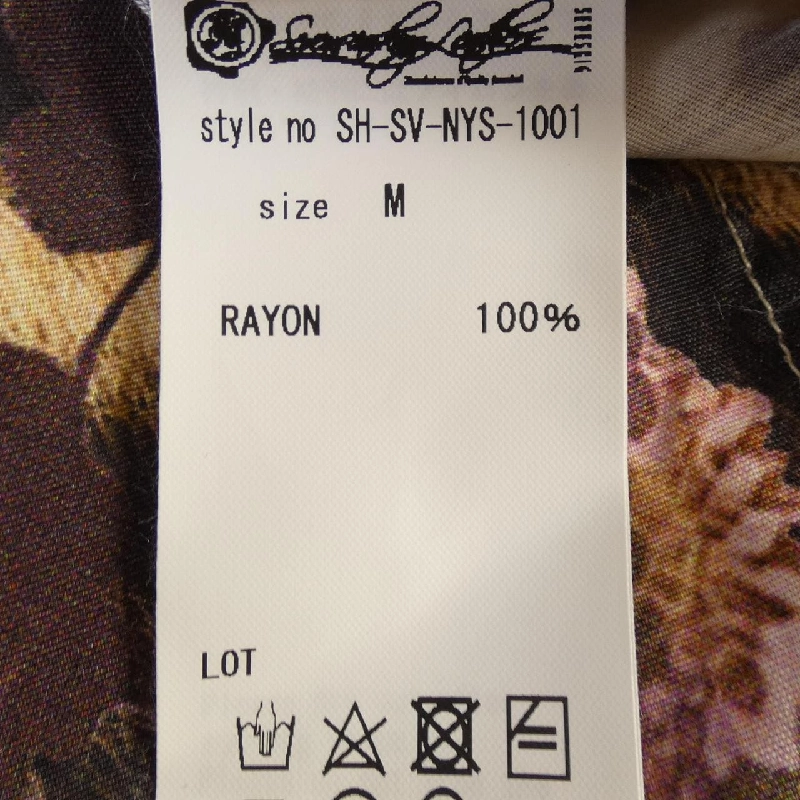 style no SH-SV-NYS-1001
size M
RAYON 100%
LOT